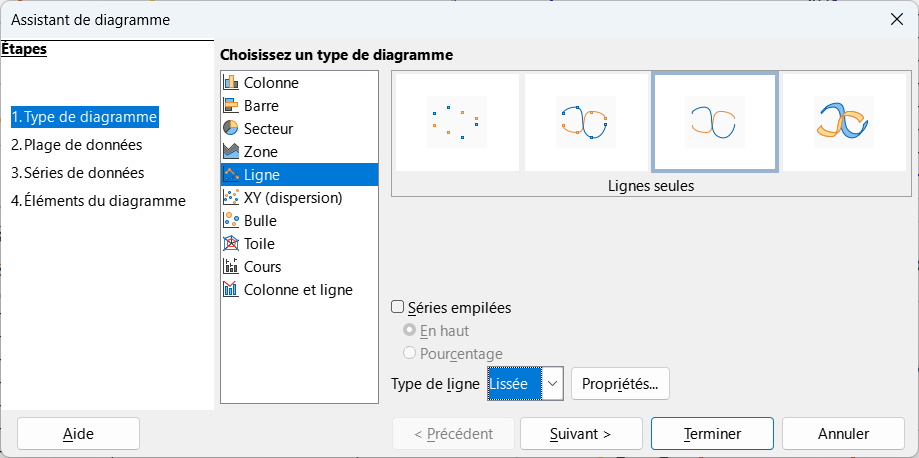 Assistant de diagramme
Étapes
1.Type de diagramme
2.Plage de données
3.Séries de données
4.Éléments du diagramme
Choisissez un type de diagramme
Colonne
Barre
Secteur
Zone
Ligne
XY (dispersion)
Bulle
Toile
Cours
Colonne et ligne
Lignes seules
Séries empilées
En haut
Pourcentage
Type de ligne Lissée Propriétés...
Aide < Précédent Suivant > Terminer Annuler